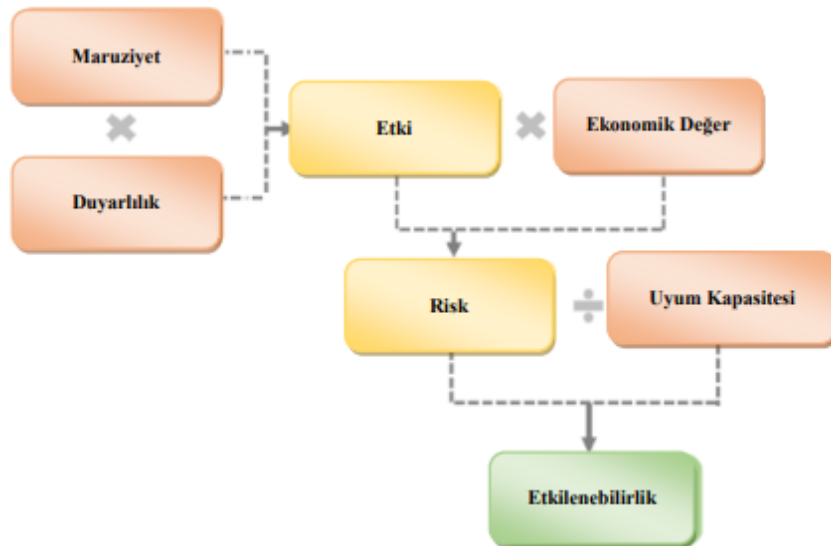 Maruziyet
Etki
Ekonomik Değer
Duyarlılık
Risk
Uyum Kapasitesi
Etkilenebilirlik